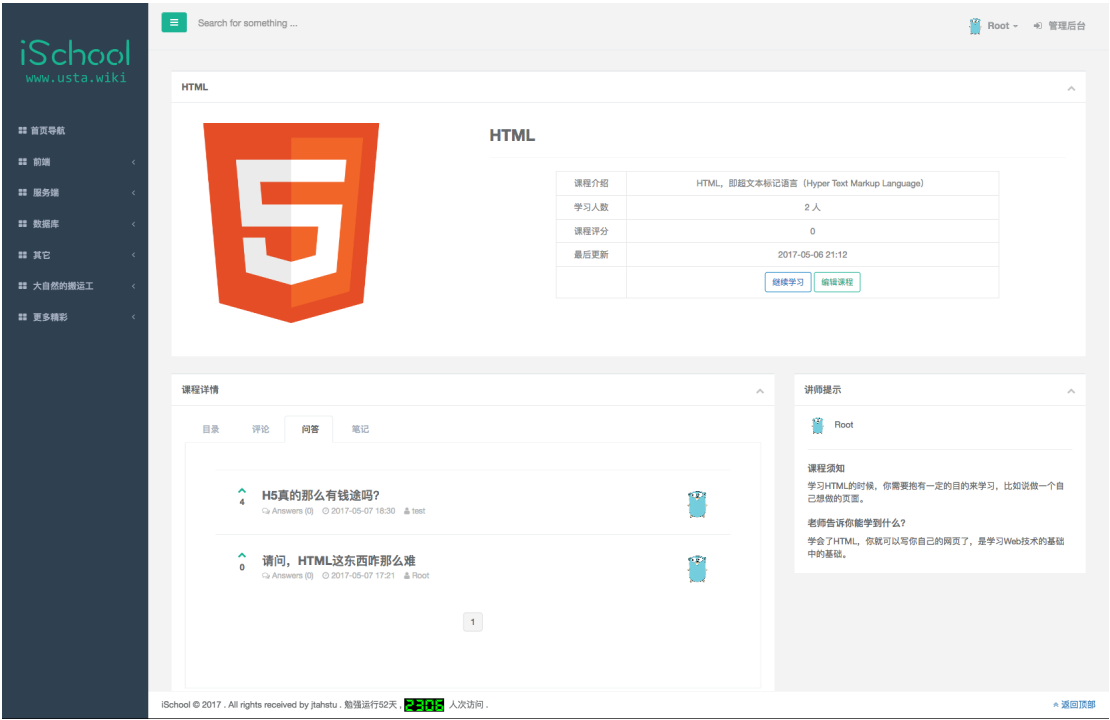 iSchool
www.usta.wiki
首页导航
前端
服务端
数据库
其它
大自然的搬运工
更多精彩
Search for something ...
Root
管理后台
HTML
HTML
课程介绍 HTML，即超文本标记语言（Hyper Text Markup Language）
学习人数 2 人
课程评分 0
最后更新 2017-05-06 21:12
继续学习 编辑课程
课程详情
目录 评论 问答 笔记
4
H5真的那么有钱途吗?
Answers (0) 2017-05-07 18:30 test
0
请问，HTML这东西咋那么难
Answers (0) 2017-05-07 17:21 Root
1
讲师提示
Root
课程须知
学习HTML的时候，你需要抱有一定的目的来学习，比如说做一个自
己想做的页面。
老师告诉你能学到什么?
学会了HTML，你就可以写你自己的网页了，是学习Web技术的基础
中的基础。
iSchool © 2017 . All rights received by jtahstu . 勉强运行52天 , 2306 人次访问 .
返回顶部